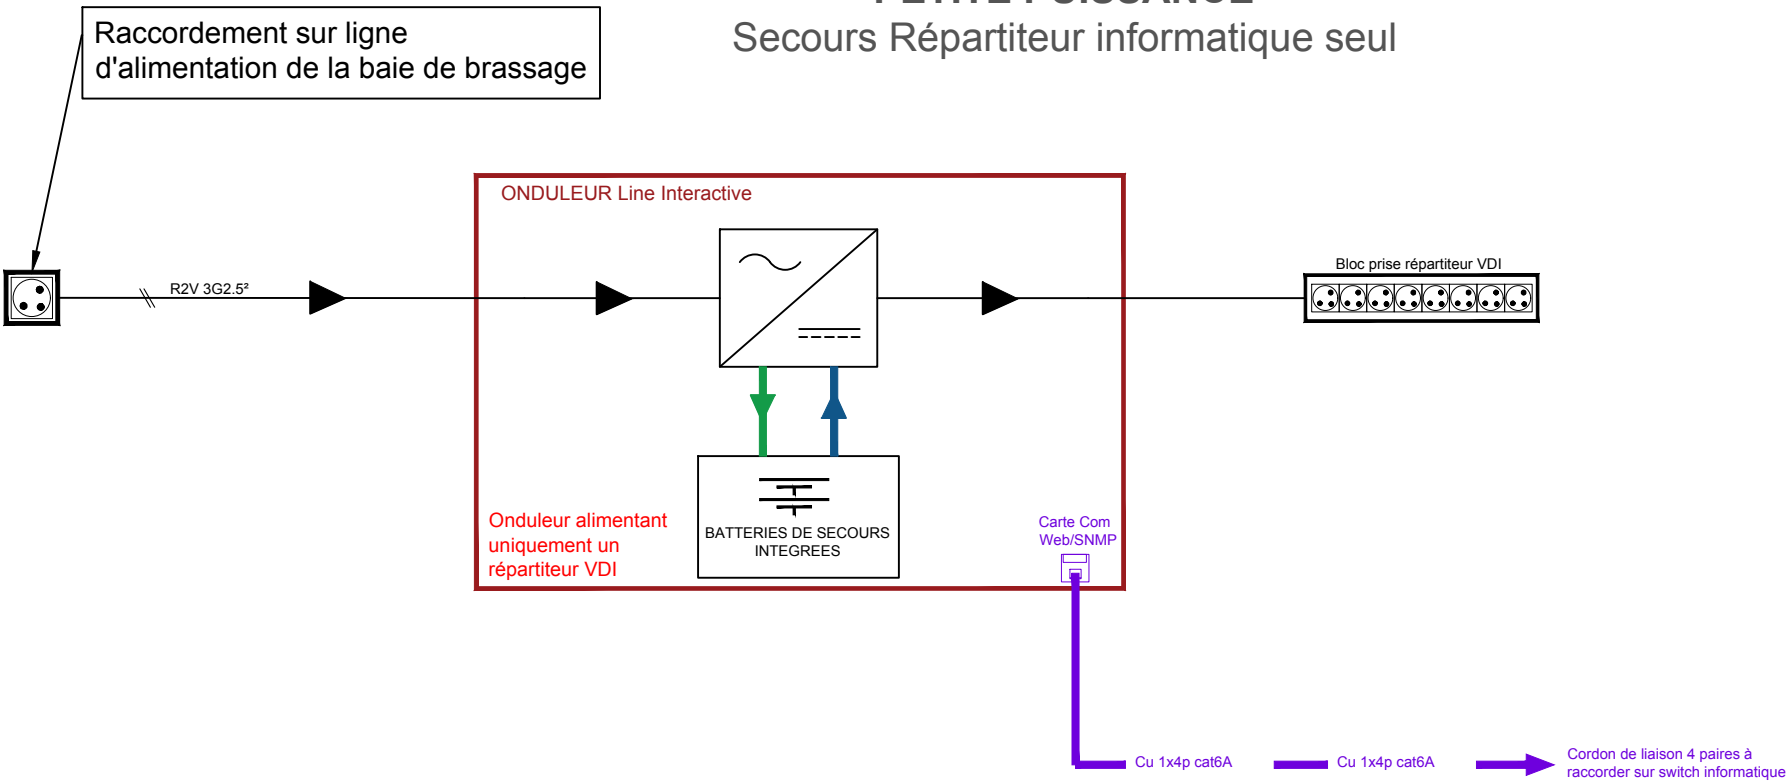 PETITE PUISSANCE
Secours Répartiteur informatique seul
Raccordement sur ligne
d'alimentation de la baie de brassage
ONDULEUR Line Interactive
R2V 3G2.5²
Bloc prise répartiteur VDI
Onduleur alimentant
uniquement un
répartiteur VDI
BATTERIES DE SECOURS
INTEGREES
Carte Com
Web/SNMP
Cu 1x4p cat6A
Cu 1x4p cat6A
Cordon de liaison 4 paires à
raccorder sur switch informatique